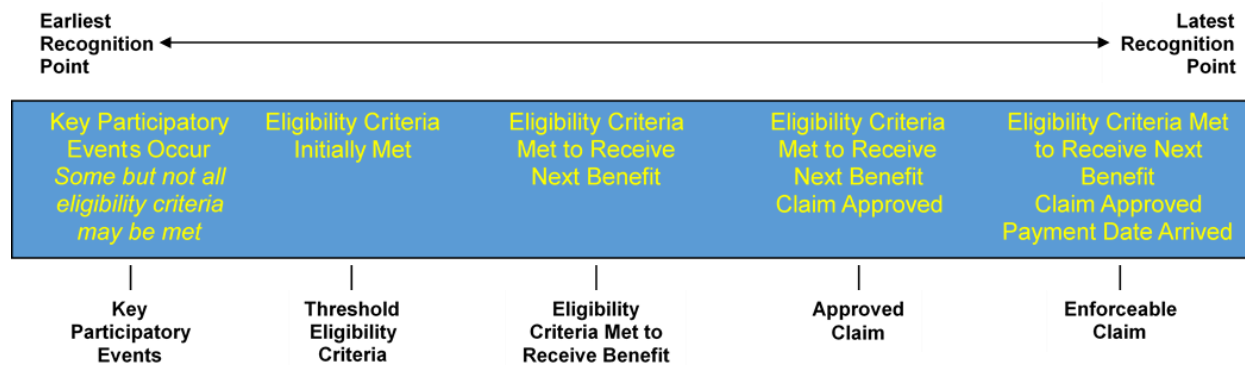 Earliest
Recognition
Point
Latest
Recognition
Point
Key Participatory
Events Occur
Some but not all
eligibility criteria
may be met
Eligibility Criteria
Initially Met
Eligibility Criteria
Met to Receive
Next Benefit
Eligibility Criteria
Met to Receive
Next Benefit
Claim Approved
Eligibility Criteria Met
to Receive Next
Benefit
Claim Approved
Payment Date Arrived
Key
Participatory
Events
Threshold
Eligibility
Criteria
Eligibility
Criteria Met to
Receive Benefit
Approved
Claim
Enforceable
Claim